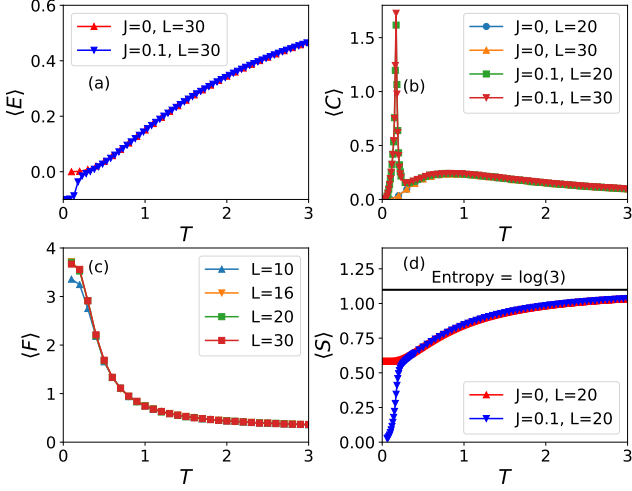 0.6
0.4
0.2
0.0
⟨E⟩
J=0, L=30
J=0.1, L=30
(a)
0 1 2 3
T
1.5
1.0
0.5
0.0
⟨C⟩
J=0, L=20
J=0, L=30
J=0.1, L=20
J=0.1, L=30
(b)
0 1 2 3
T
4
3
2
1
0
⟨F⟩
(c)
L=10
L=16
L=20
L=30
0 1 2 3
T
1.25
1.00
0.75
0.50
0.25
0.00
⟨S⟩
(d)
Entropy = log(3)
J=0, L=20
J=0.1, L=20
0 1 2 3
T